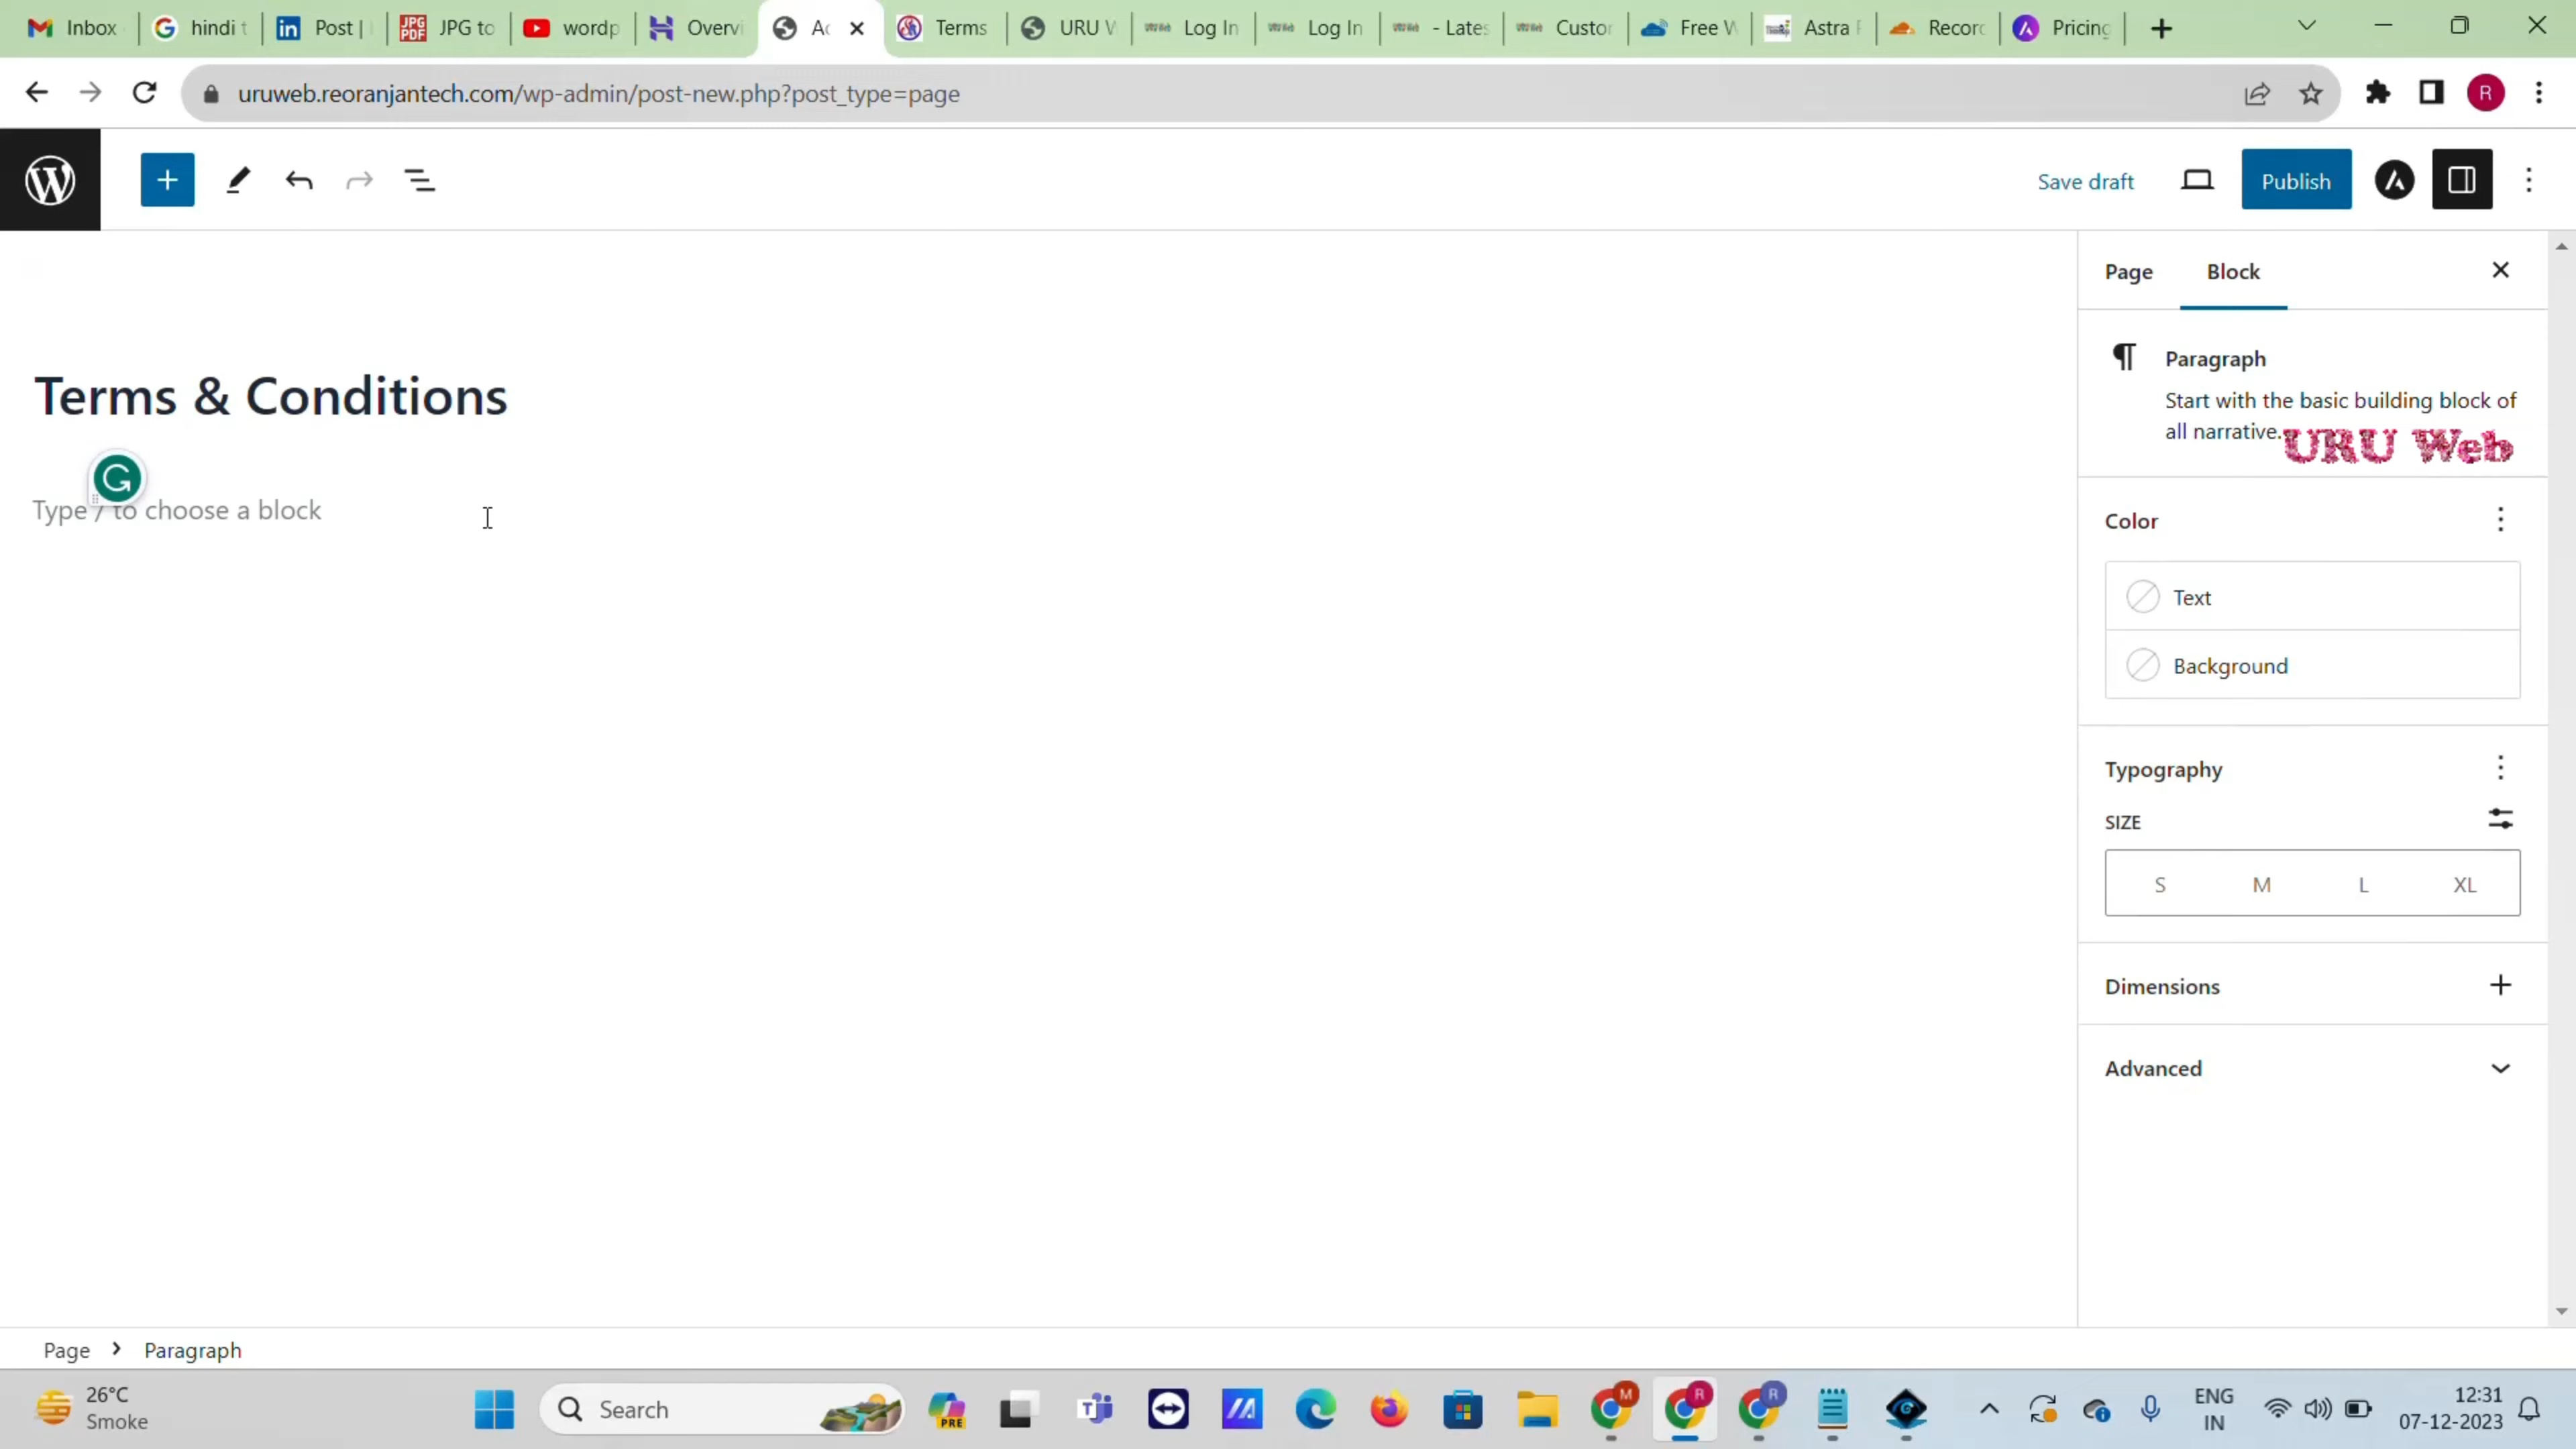 Inbox
hindi t
Post |
JPG to
wordp
Overvi
Ac
Terms
URU W
Log In
Log In
- Lates
Custor
Free W
Astra F
Record
Pricing
uruweb.reoranjantech.com/wp-admin/post-new.php?post_type=page
R
Save draft
Publish
Page
Block
Terms & Conditions
Type / to choose a block
Paragraph
Start with the basic building block of
all narrative.
URU Web
Color
Text
Background
Typography
SIZE
S M L XL
Dimensions
Advanced
Page > Paragraph
26°C
Smoke
Search
PRE
M
R
R
ENG
IN
12:31
07-12-2023